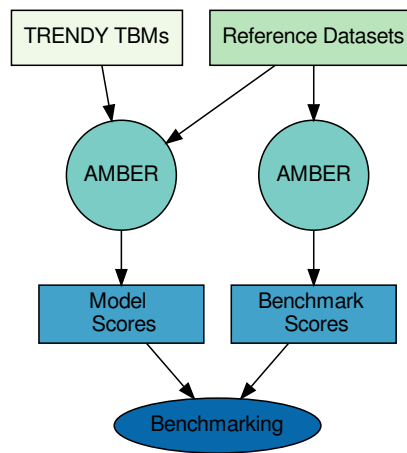 TRENDY TBMs
Reference Datasets
AMBER
AMBER
Model
Scores
Benchmark
Scores
Benchmarking